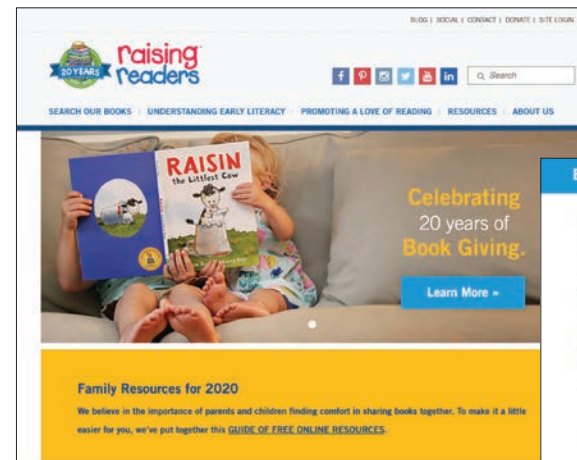 BLOG | SOCIAL | CONTACT | DONATE | SITE LOGIN
20 YEARS
raising
readers
Search
SEARCH OUR BOOKS | UNDERSTANDING EARLY LITERACY | PROMOTING A LOVE OF READING | RESOURCES | ABOUT US
RAISIN
the Littlest Cow
Celebrating
20 years of
Book Giving.
Learn More »
Family Resources for 2020
We believe in the importance of parents and children finding comfort in sharing books together. To make it a little
easier for you, we've put together this GUIDE OF FREE ONLINE RESOURCES.